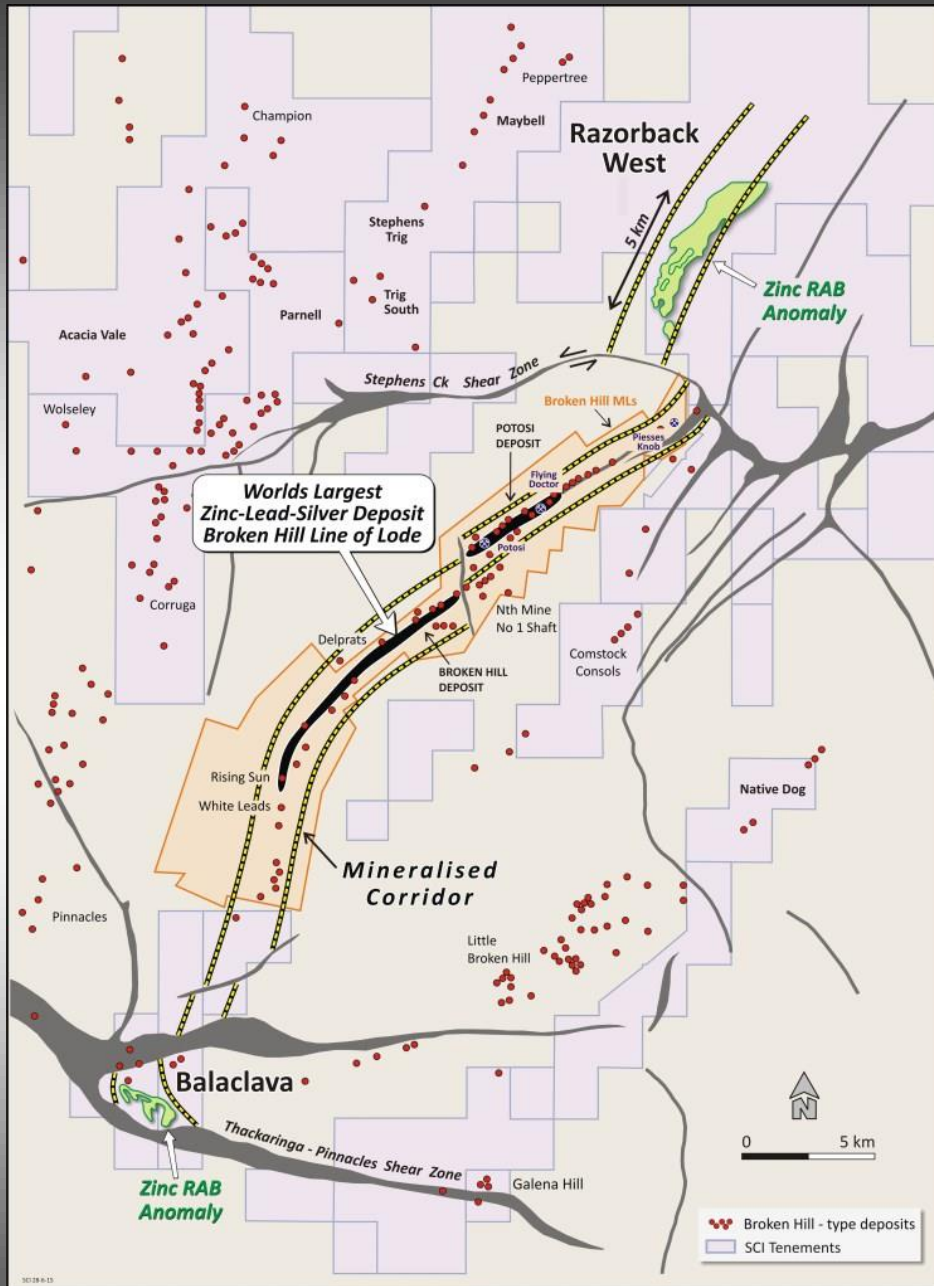 Peppertree
Champion
Maybell
Razorback
West
Stephens
Trig
5 km
Zinc RAB
Anomaly
Trig
South
Parnell
Acacia Vale
Stephens Ck Shear Zone
Wolseley
Broken Hill MLs
POTOSI
DEPOSIT
Piesses
Knob
Flying
Doctor
Worlds Largest
Zinc-Lead-Silver Deposit
Broken Hill Line of Lode
Potosi
Corruga
Nth Mine
No 1 Shaft
Delprats
Comstock
Consols
BROKEN HILL
DEPOSIT
Rising Sun
White Leads
Native Dog
Mineralised
Corridor
Pinnacles
Little
Broken Hill
Balaclava
Thackaringa - Pinnacles Shear Zone
N
0 5 km
Galena Hill
Zinc RAB
Anomaly
Broken Hill - type deposits
SCI Tenements
SCI 28-6-15